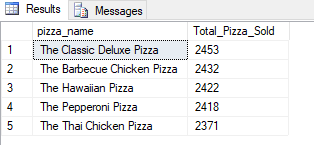 Results Messages
pizza_name Total_Pizza_Sold
1 The Classic Deluxe Pizza 2453
2 The Barbecue Chicken Pizza 2432
3 The Hawaiian Pizza 2422
4 The Pepperoni Pizza 2418
5 The Thai Chicken Pizza 2371